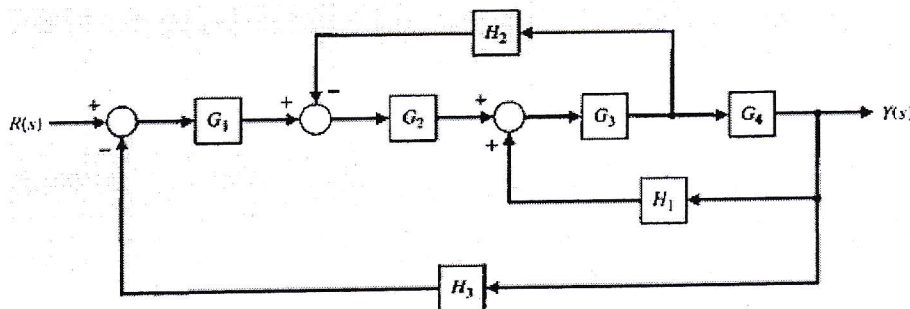 H₂
−
+ + +
R(s) G₁ G₂ G₃ G₄ Y(s)
− +
H₁
H₃